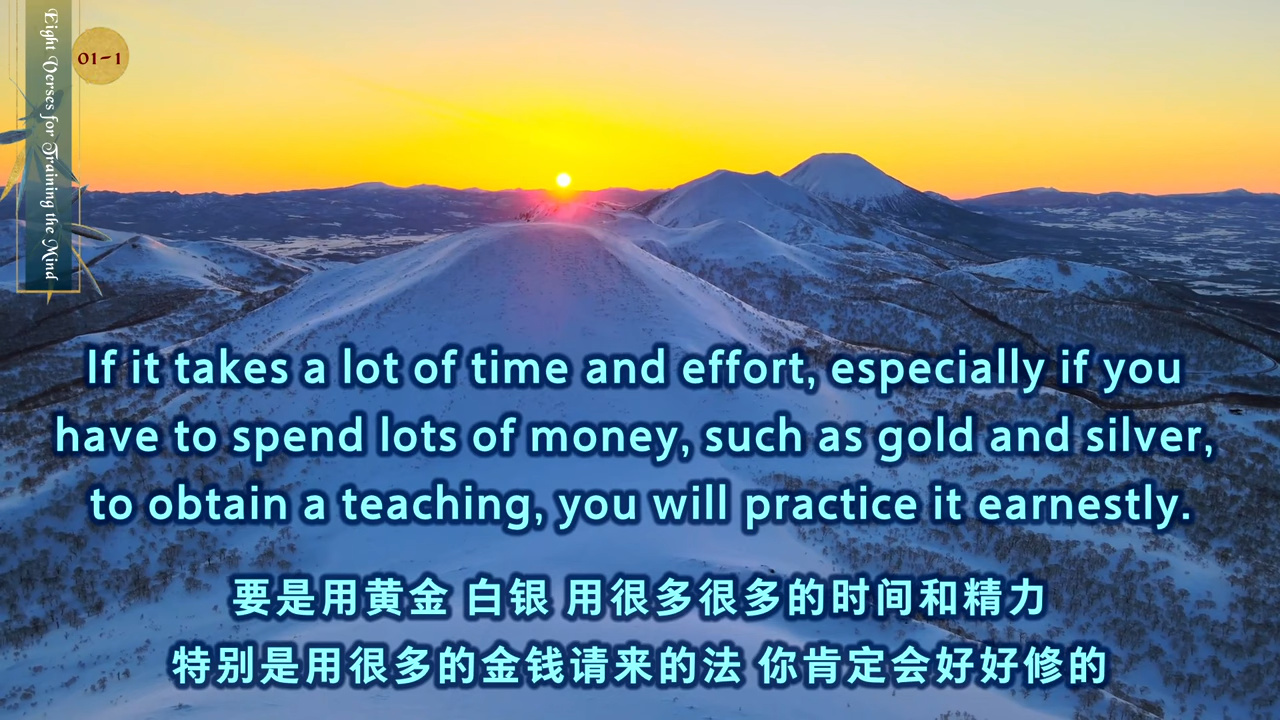 Eight Verses for Training the Mind
01-1
If it takes a lot of time and effort, especially if you
have to spend lots of money, such as gold and silver,
to obtain a teaching, you will practice it earnestly.
要是用黄金 白银 用很多很多的时间和精力
特别是用很多的金钱请来的法 你肯定会好好修的